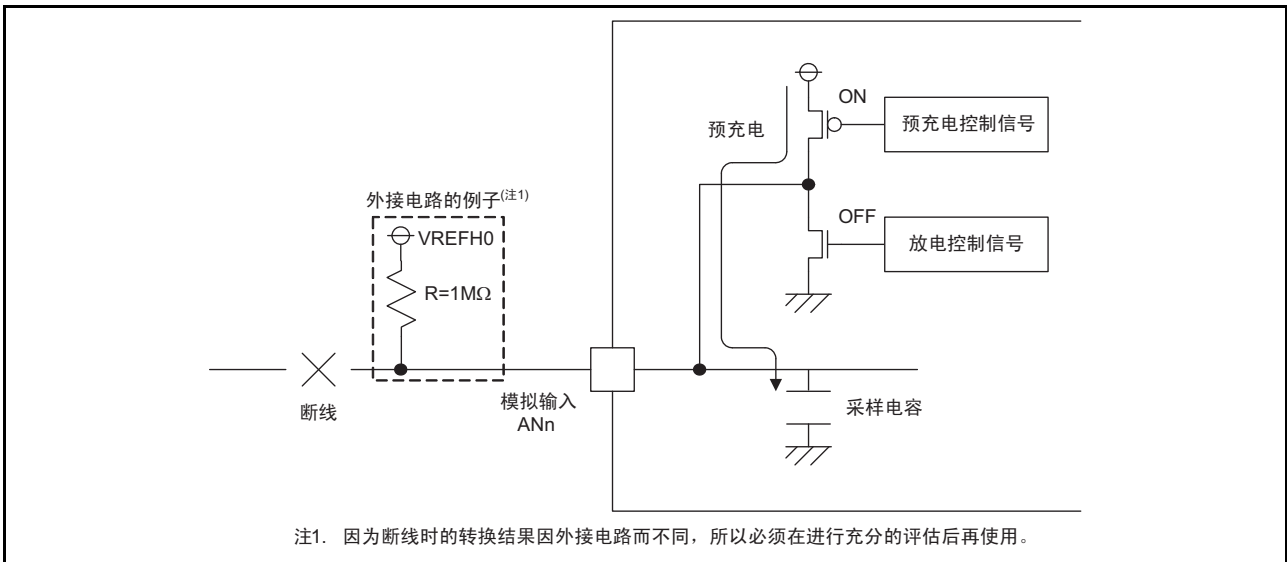 ON
预充电
预充电控制信号
外接电路的例子(注1)
VREFH0
OFF
放电控制信号
R=1MΩ
断线
模拟输入
ANn
采样电容
注1. 因为断线时的转换结果因外接电路而不同，所以必须在进行充分的评估后再使用。